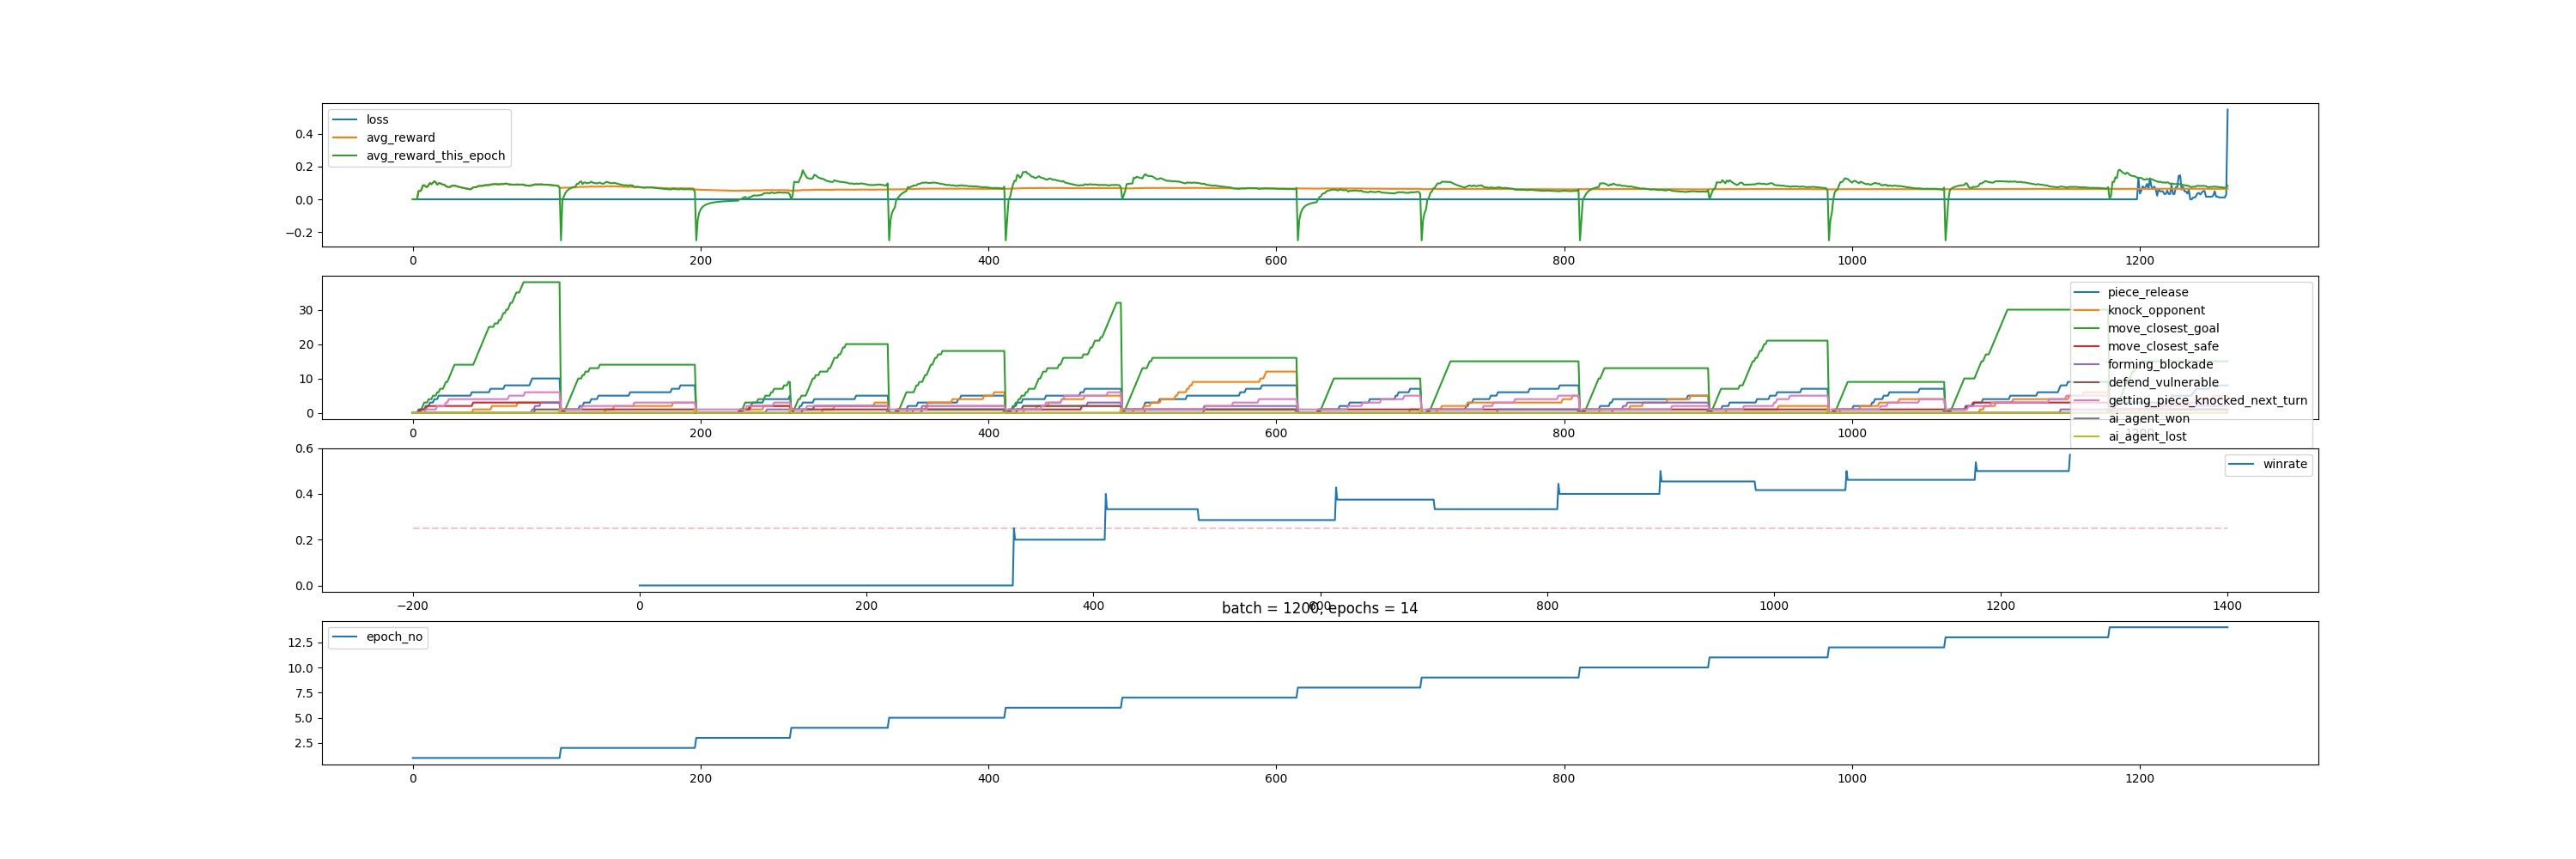 loss
avg_reward
avg_reward_this_epoch
0.4
0.2
0.0
−0.2
0 200 400 600 800 1000 1200
piece_release
knock_opponent
move_closest_goal
move_closest_safe
forming_blockade
defend_vulnerable
getting_piece_knocked_next_turn
ai_agent_won
ai_agent_lost
30
20
10
0
0 200 400 600 800 1000 1200
winrate
0.6
0.4
0.2
0.0
−200 0 200 400 600 800 1000 1200 1400
batch = 1200, epochs = 14
epoch_no
12.5
10.0
7.5
5.0
2.5
0 200 400 600 800 1000 1200